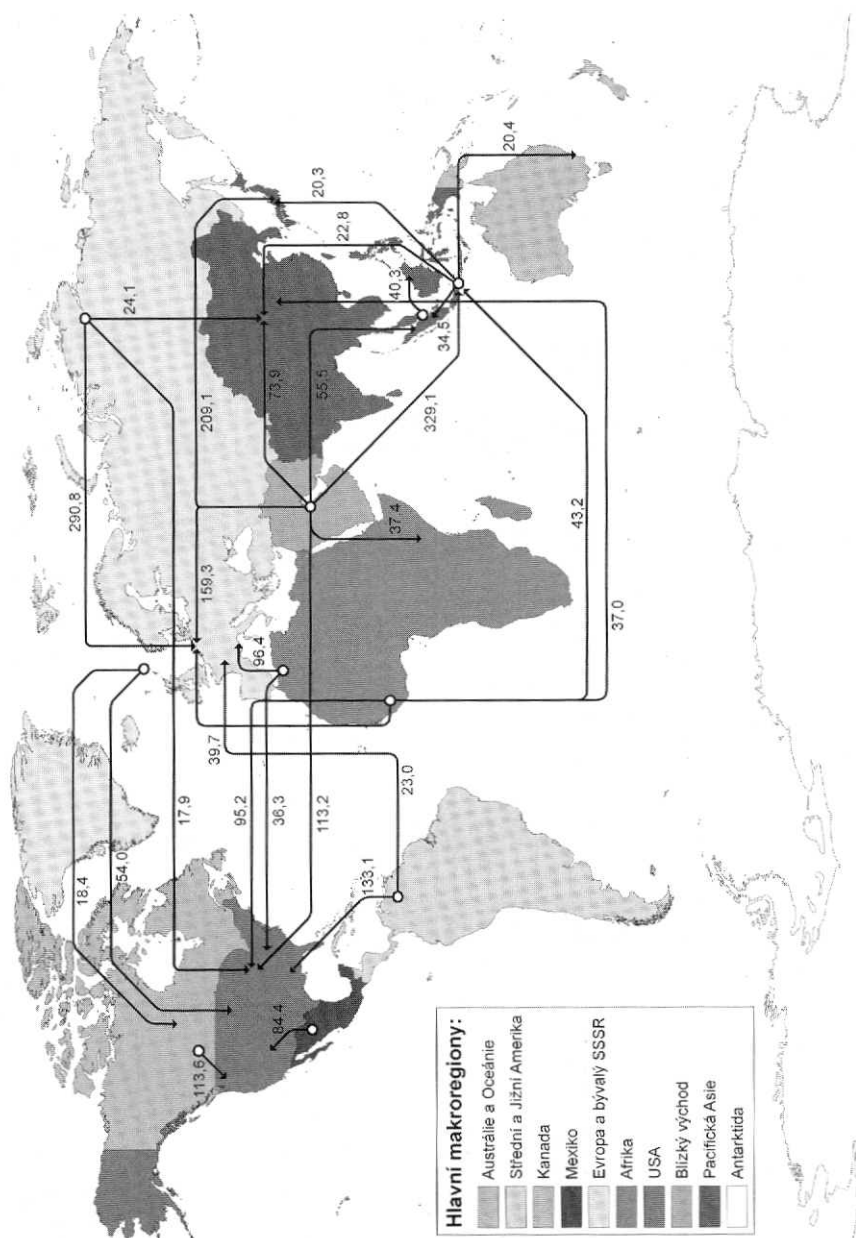 18,4
54,0
17,9
290,8
24,1
209,1
159,3
73,9
55,5
329,1
37,4
96,4
39,7
95,2
36,3
113,2
23,0
133,1
84,4
113,6
43,2
37,0
34,5
40,3
22,8
20,3
20,4
Hlavní makroregiony:
Austrálie a Oceánie
Střední a Jižní Amerika
Kanada
Mexiko
Evropa a bývalý SSSR
Afrika
USA
Blízký východ
Pacifická Asie
Antarktida